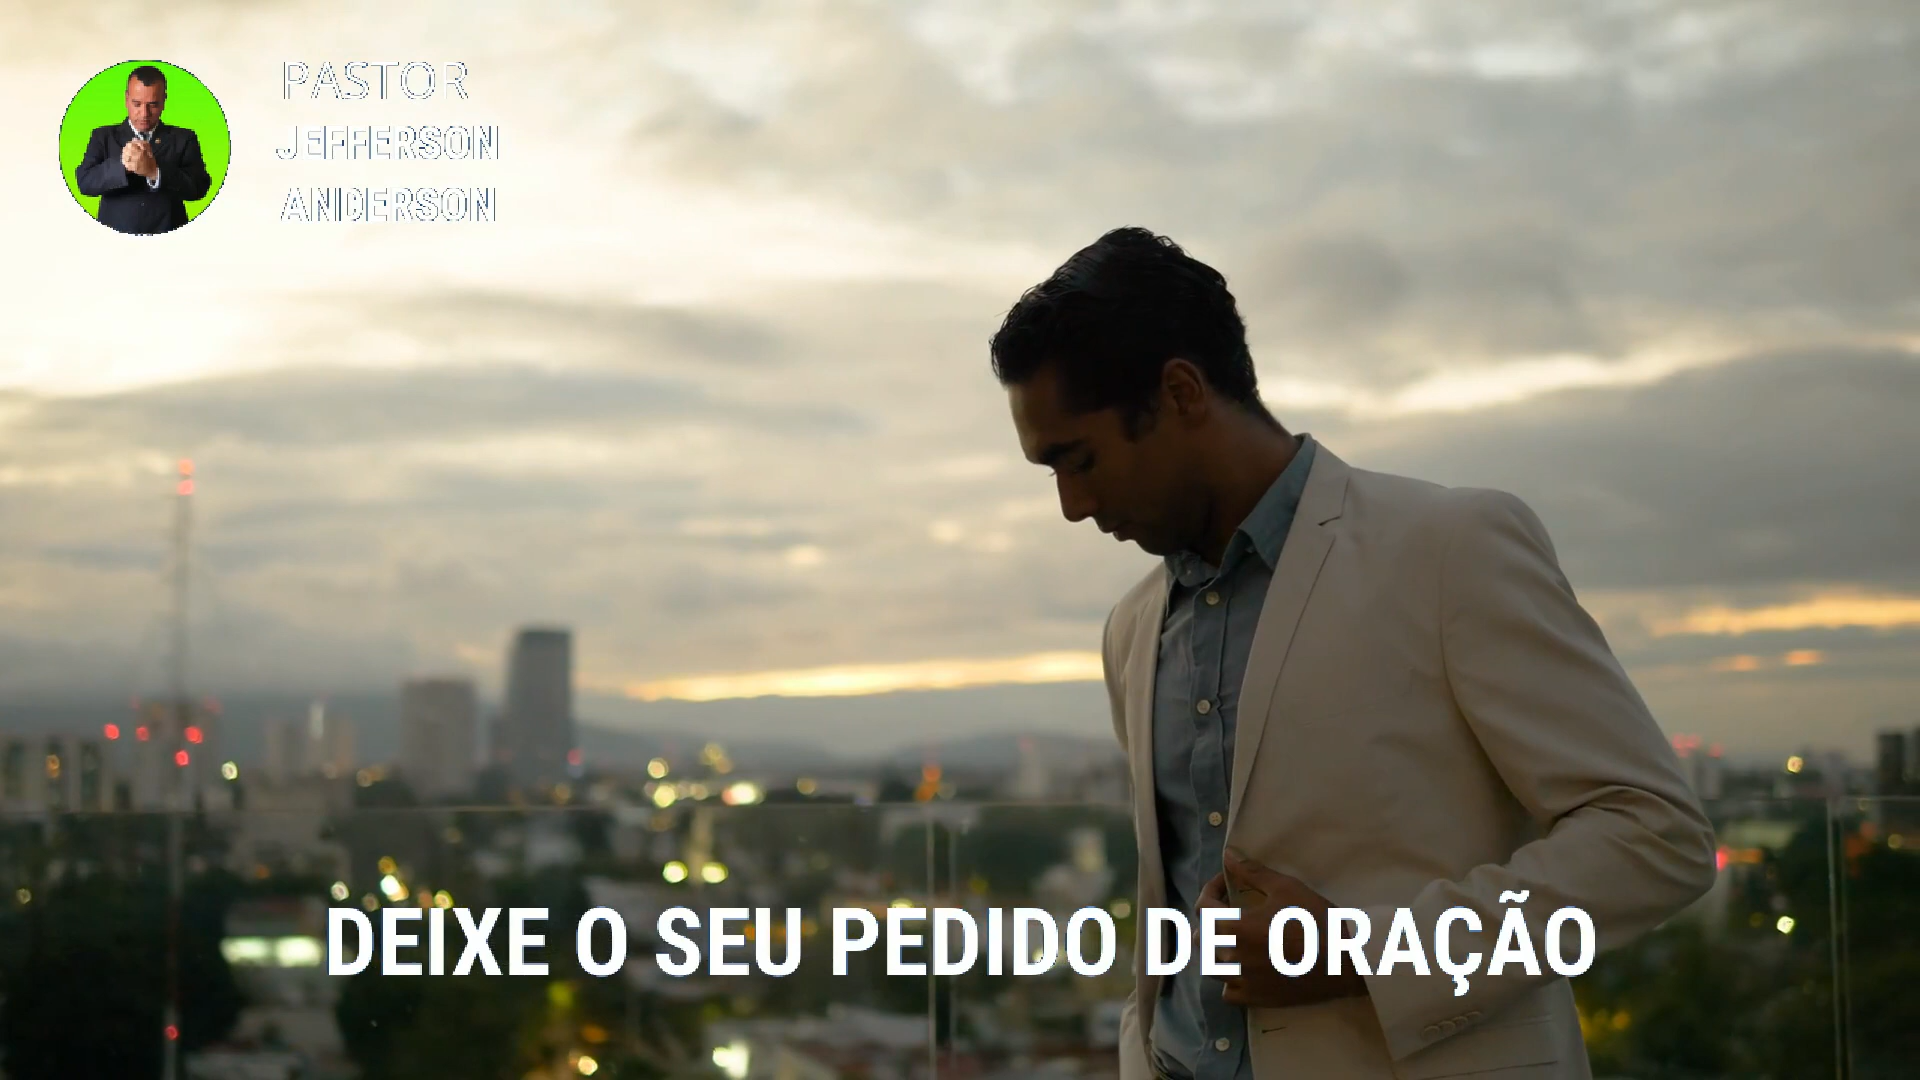 PASTOR
JEFFERSON
ANDERSON
DEIXE O SEU PEDIDO DE ORAÇÃO